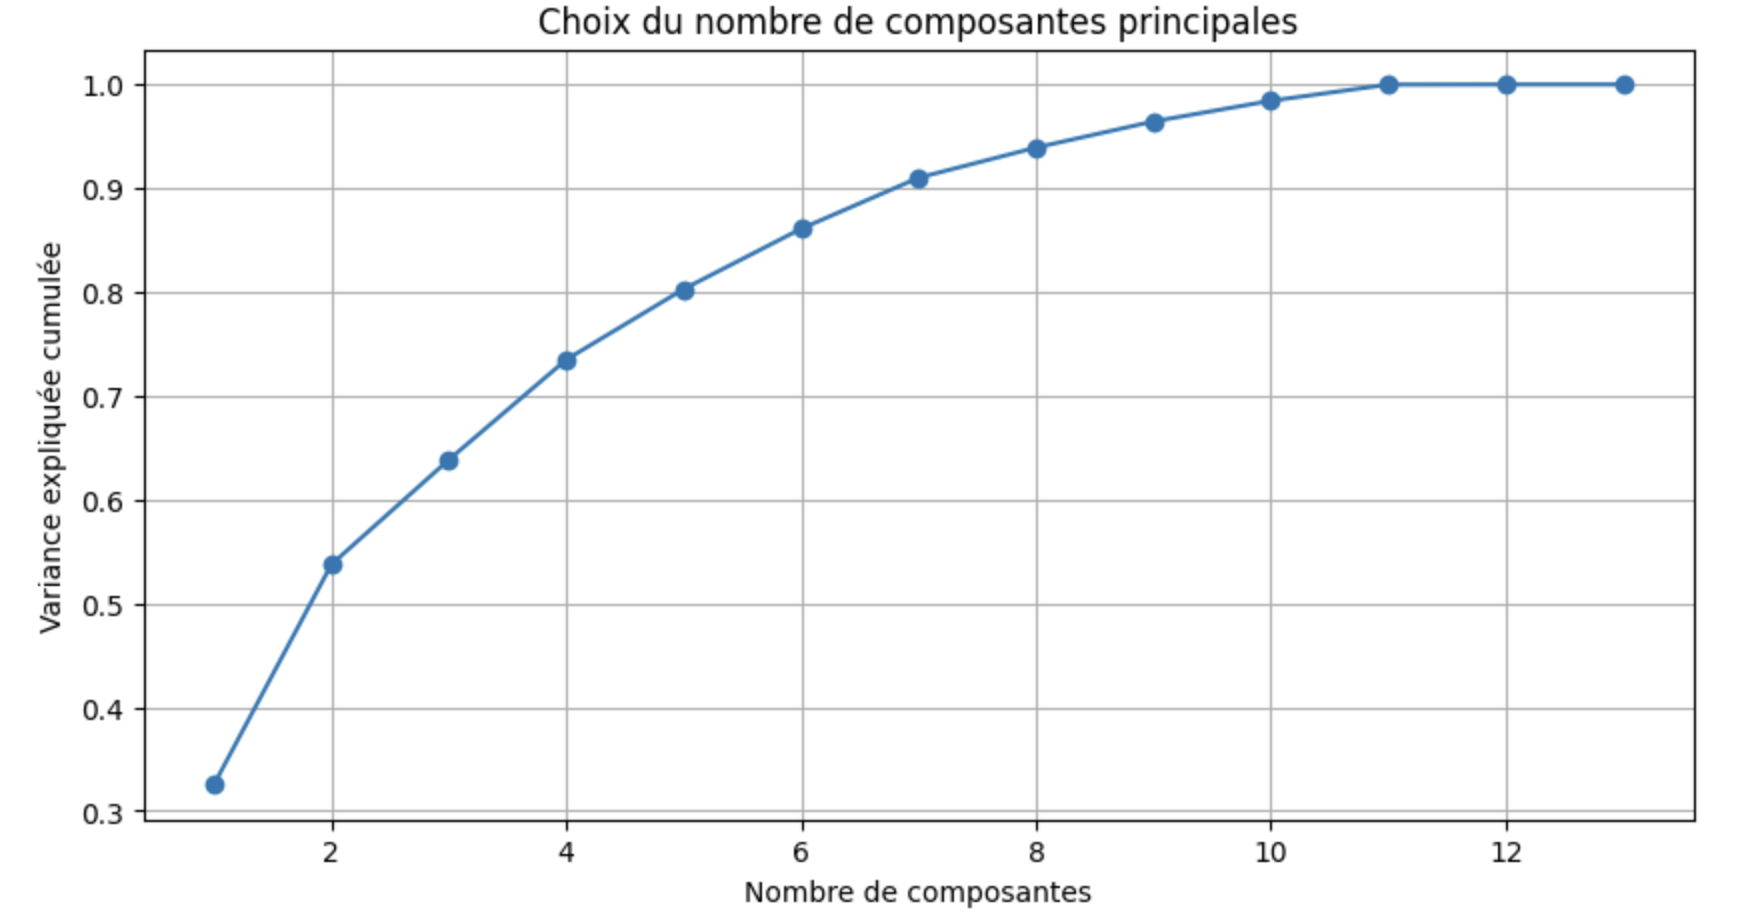 Choix du nombre de composantes principales
Variance expliquée cumulée
1.0
0.9
0.8
0.7
0.6
0.5
0.4
0.3
2 4 6 8 10 12
Nombre de composantes